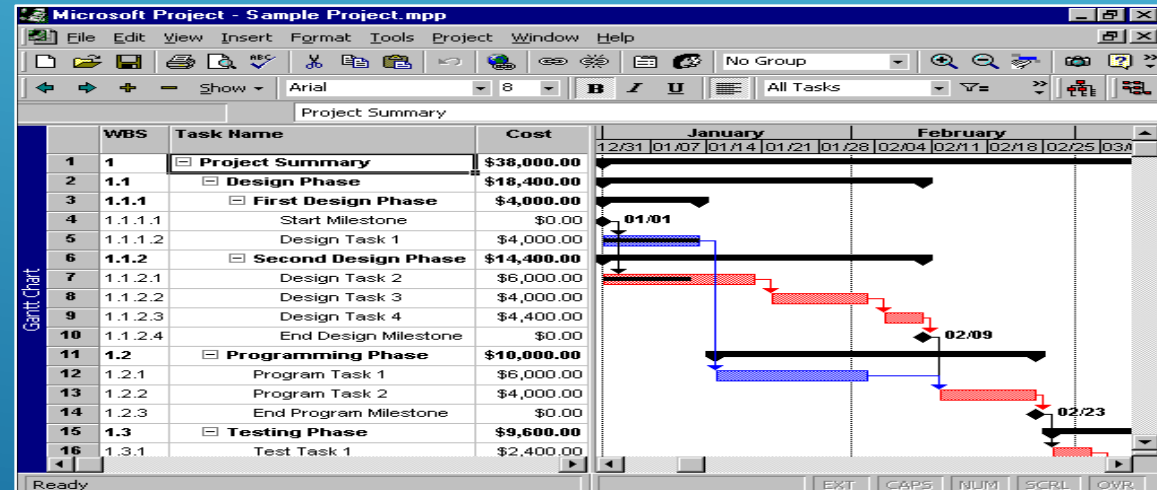 Microsoft Project - Sample Project.mpp
File Edit View Insert Format Tools Project Window Help
ABC No Group
Show Arial 8 B I U All Tasks
Project Summary
WBS Task Name Cost January February
12/31 01/07 01/14 01/21 01/28 02/04 02/11 02/18 02/25
1 1 Project Summary $38,000.00
2 1.1 Design Phase $18,400.00
3 1.1.1 First Design Phase $4,000.00
4 1.1.1.1 Start Milestone $0.00 01/01
5 1.1.1.2 Design Task 1 $4,000.00
6 1.1.2 Second Design Phase $14,400.00
7 1.1.2.1 Design Task 2 $6,000.00
8 1.1.2.2 Design Task 3 $4,000.00
9 1.1.2.3 Design Task 4 $4,400.00
10 1.1.2.4 End Design Milestone $0.00 02/09
11 1.2 Programming Phase $10,000.00
12 1.2.1 Program Task 1 $6,000.00
13 1.2.2 Program Task 2 $4,000.00
14 1.2.3 End Program Milestone $0.00 02/23
15 1.3 Testing Phase $9,600.00
16 1.3.1 Test Task 1 $2,400.00
Gantt Chart
Ready EXT CAPS NUM SCRL OVR